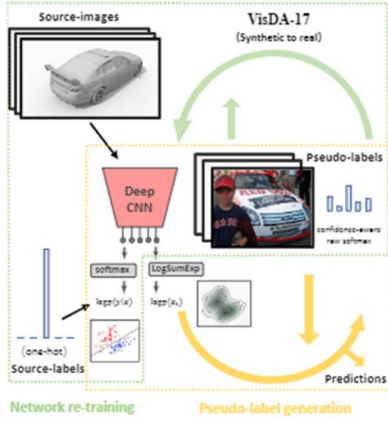 Source-images
VisDA-17
(Synthetic to real)
Pseudo-labels
Deep
CNN
confidence-aware
raw softmax
softmax
LogSumExp
logp(y|x)
(one-hot)
Source-labels
Predictions
Network re-training
Pseudo-label generation